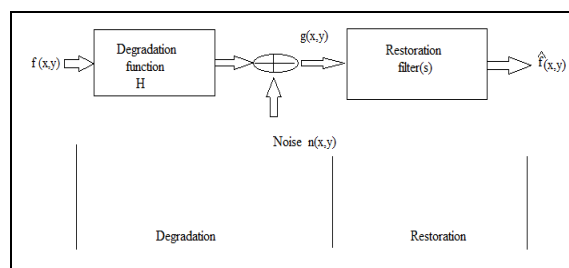 f (x,y)
Degradation
function
H
g(x,y)
Restoration
filter(s)
f̂(x,y)
Noise n(x,y)
Degradation
Restoration